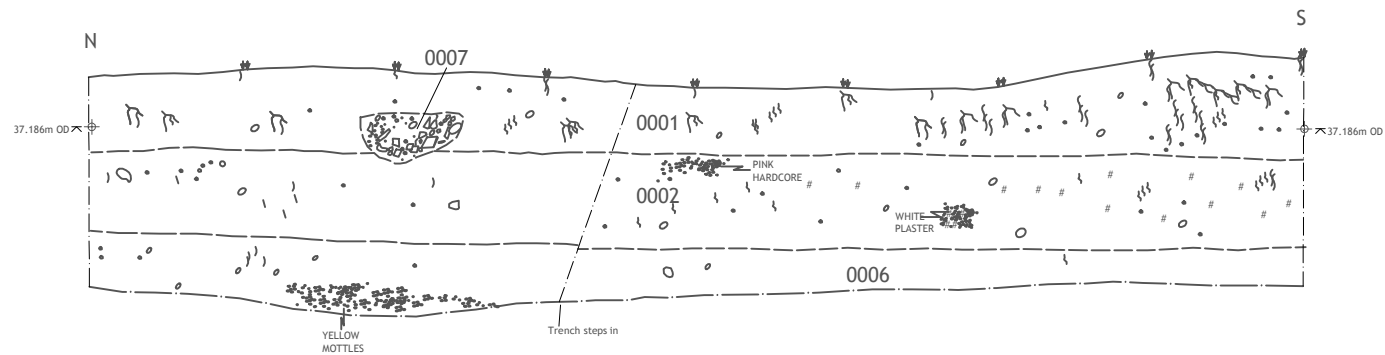 N
S
0007
37.186m OD
0001
37.186m OD
PINK
HARDCORE
0002
WHITE
PLASTER
0006
YELLOW
MOTTLES
Trench steps in